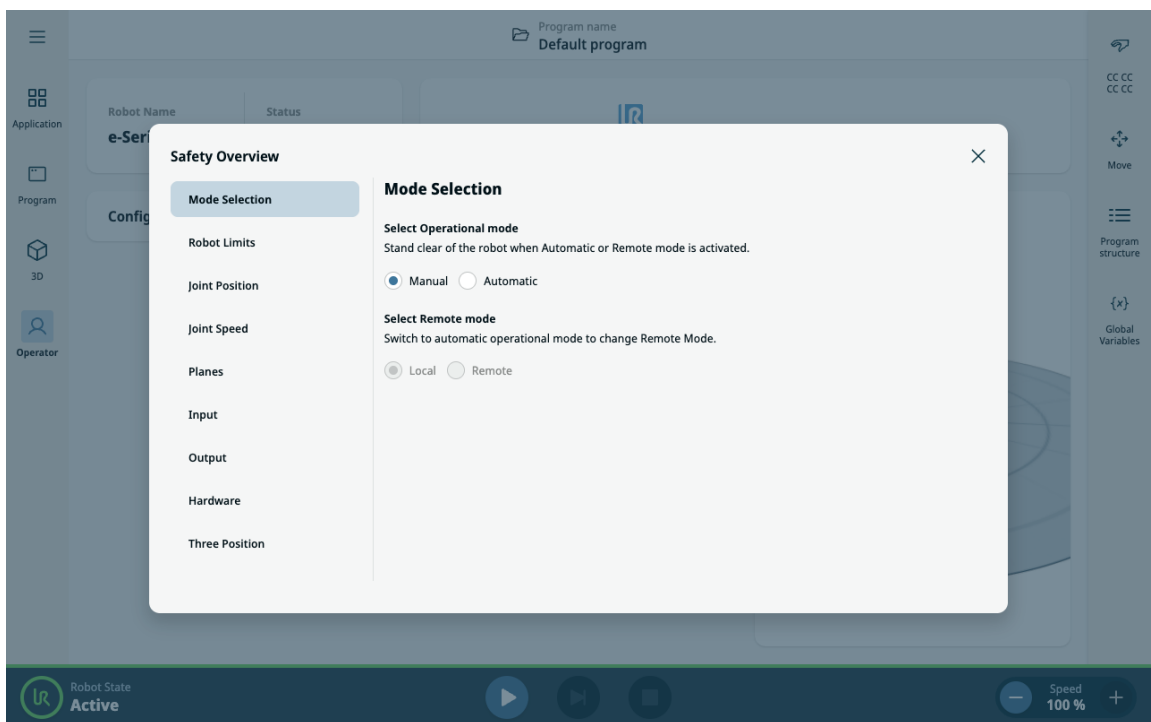 Program name
Default program
CC CC
CC CC
Application
Robot Name
Status
e-Seri
Safety Overview
Mode Selection
Mode Selection
Select Operational mode
Stand clear of the robot when Automatic or Remote mode is activated.
Manual
Automatic
Select Remote mode
Switch to automatic operational mode to change Remote Mode.
Local
Remote
Robot Limits
Joint Position
Joint Speed
Planes
Input
Output
Hardware
Three Position
Move
Program
Config
Program
structure
3D
{x}
Global
Variables
Operator
Robot State
Active
Speed
100 %